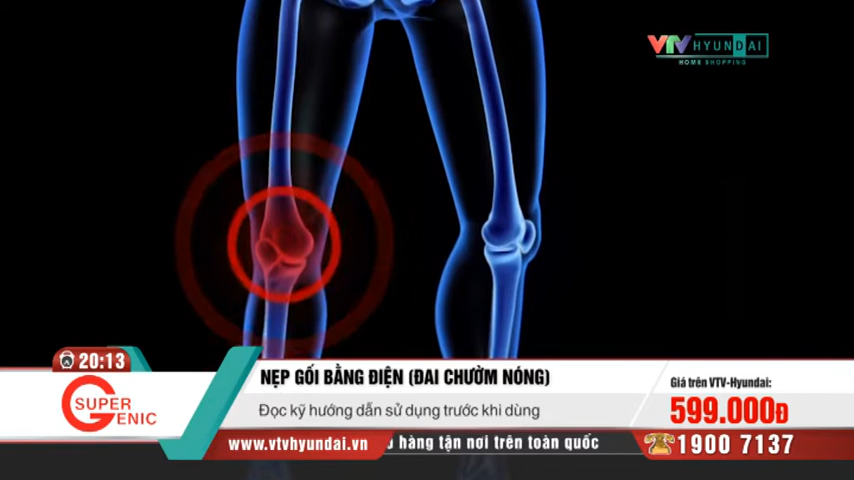 VTV HYUNDAI
HOME SHOPPING
20:13
SUPER
GENIC
NẸP GỐI BẰNG ĐIỆN (ĐAI CHƯỜM NÓNG)
Đọc kỹ hướng dẫn sử dụng trước khi dùng
Giá trên VTV-Hyundai:
599.000Đ
www.vtvhyundai.vn
hàng tận nơi trên toàn quốc
1900 7137